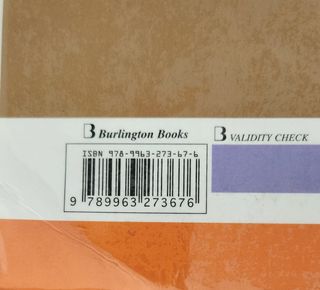 B Burlington Books
B VALIDITY CHECK
ISBN 978-9963-273-67-6
9 789963 273676